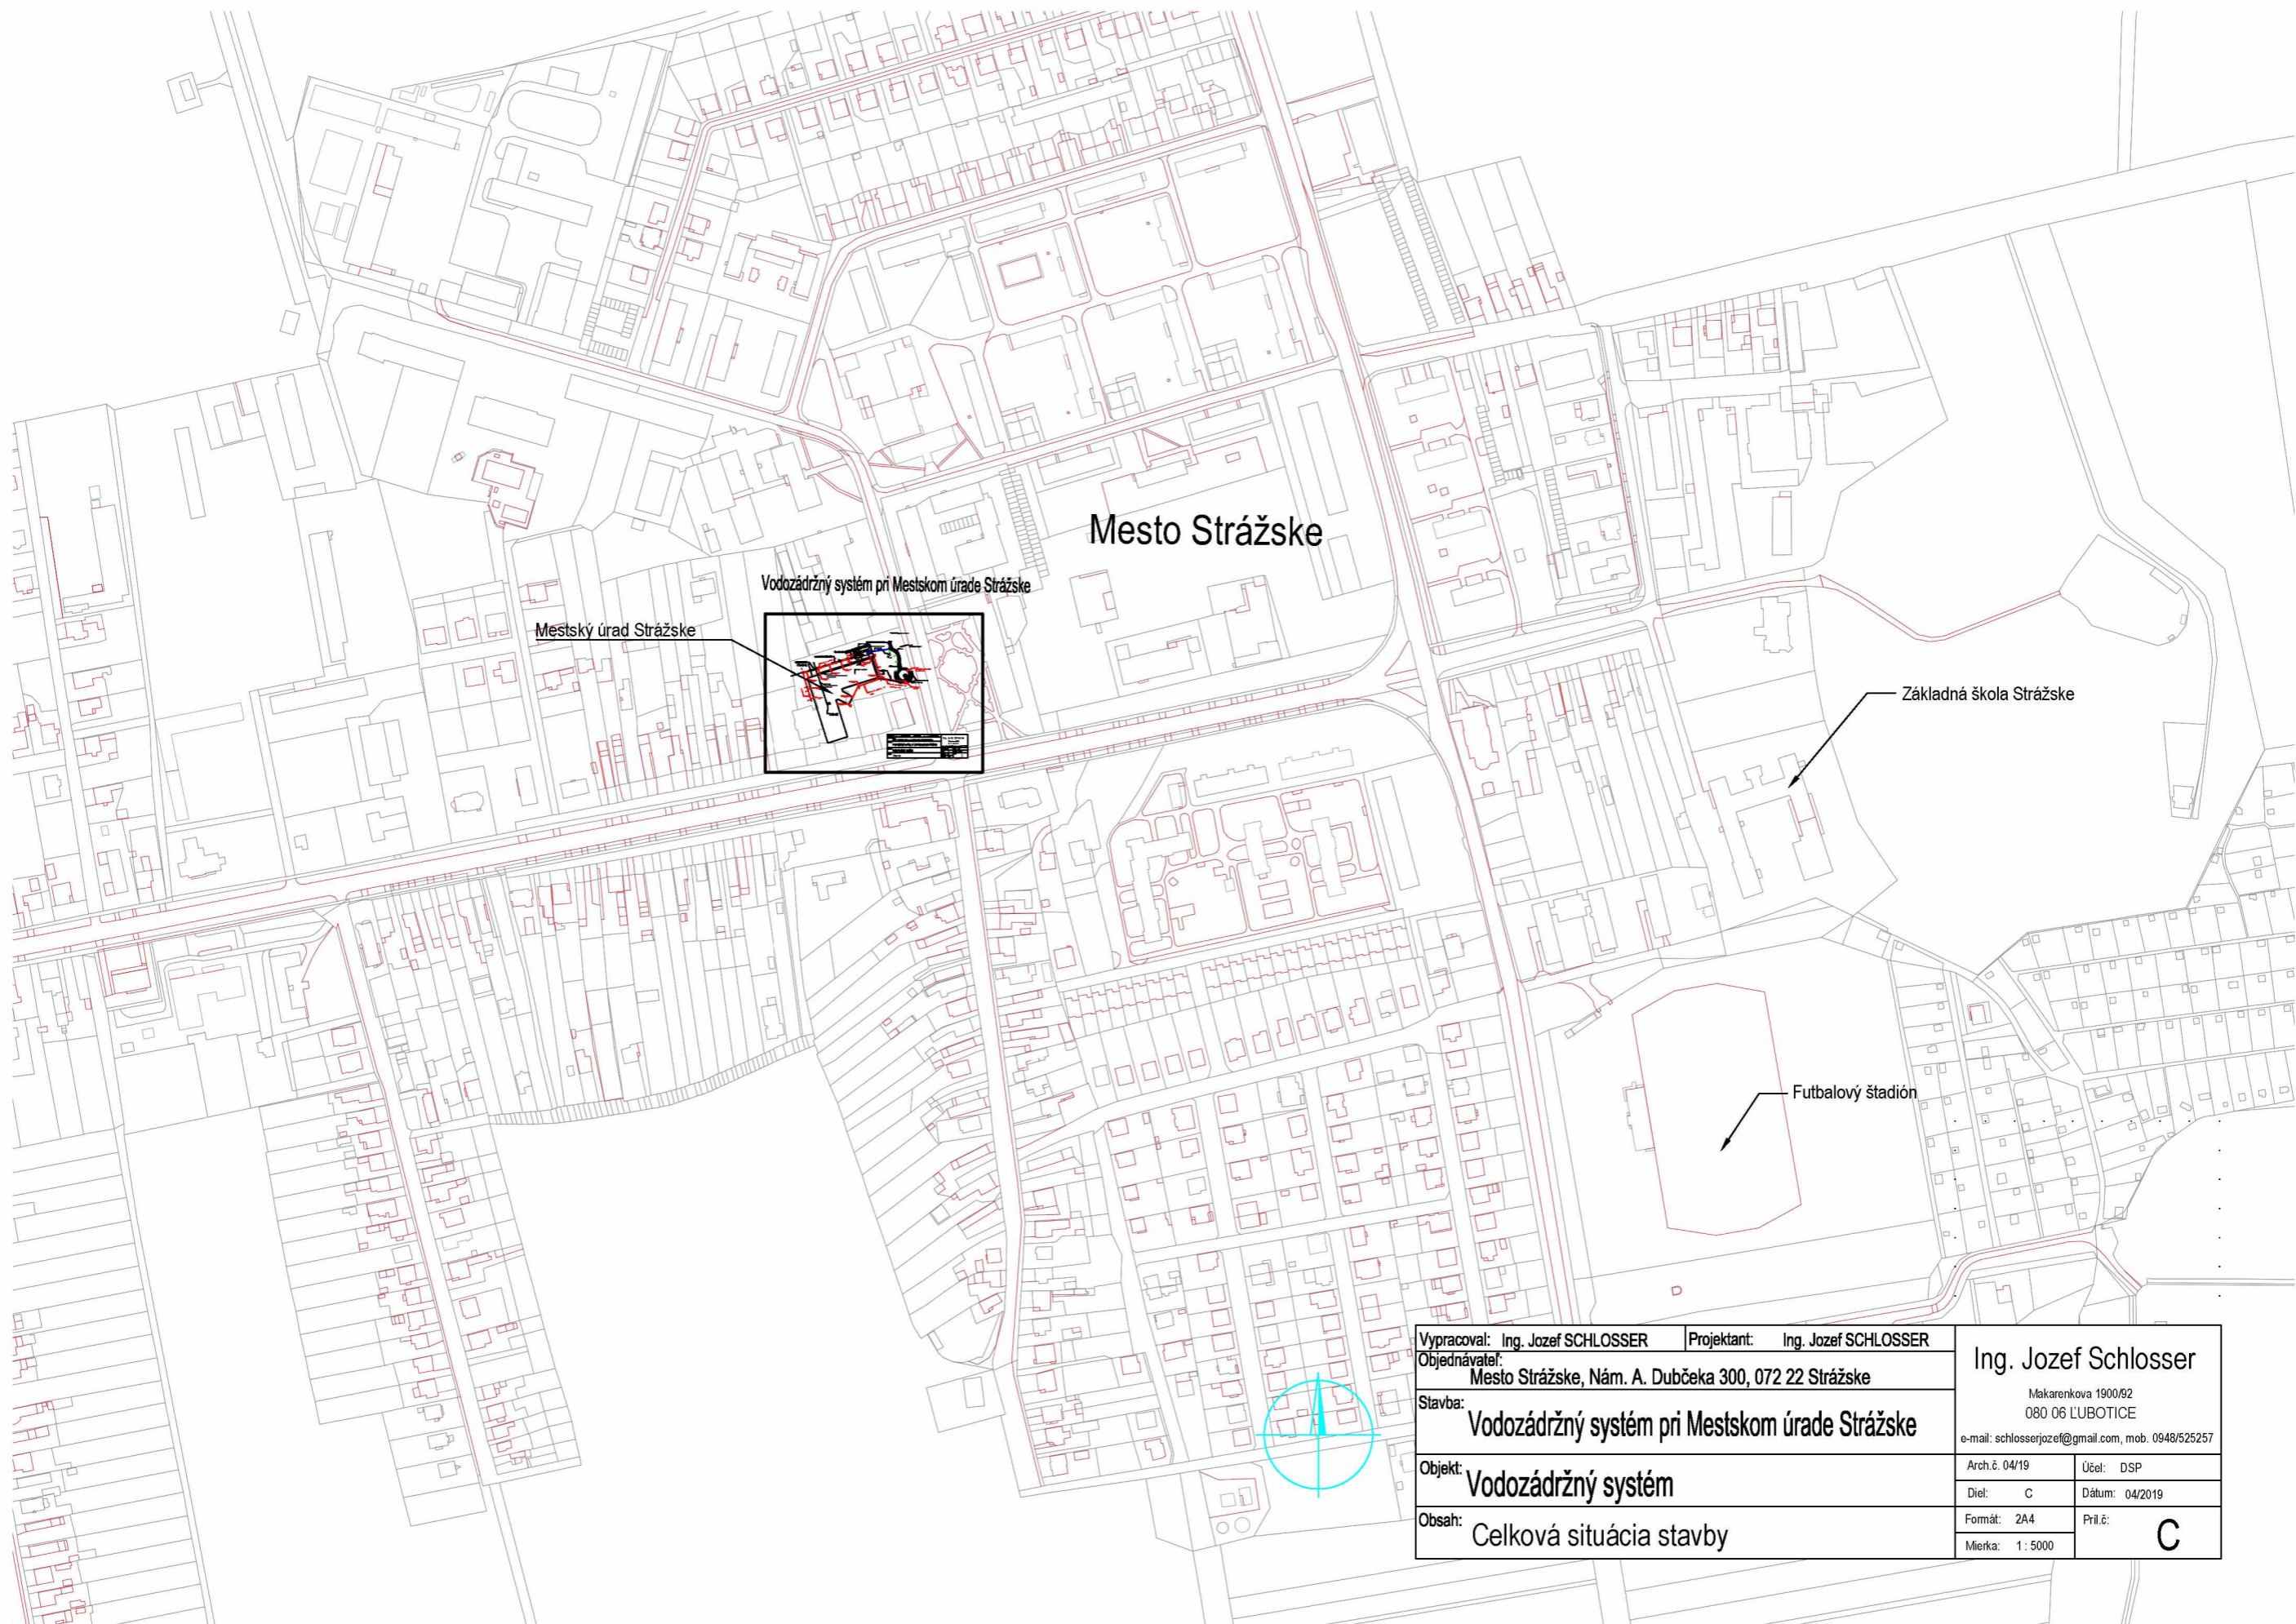 Mesto Strážske
Vodozádržný systém pri Mestskom úrade Strážske
Mestský úrad Strážske
Základná škola Strážske
Futbalový štadión
Vypracoval: Ing. Jozef SCHLOSSER
Projektant: Ing. Jozef SCHLOSSER
Objednávateľ:
Mesto Strážske, Nám. A. Dubčeka 300, 072 22 Strážske
Stavba:
Vodozádržný systém pri Mestskom úrade Strážske
Objekt: Vodozádržný systém
Obsah: Celková situácia stavby
Ing. Jozef Schlosser
Makarenkova 1900/92
080 06 ĽUBOTICE
e-mail: schlosserjozef@gmail.com, mob. 0948/525257
Arch.č. 04/19
Účel: DSP
Diel: C
Dátum: 04/2019
Formát: 2A4
Príl.č: C
Mierka: 1 : 5000